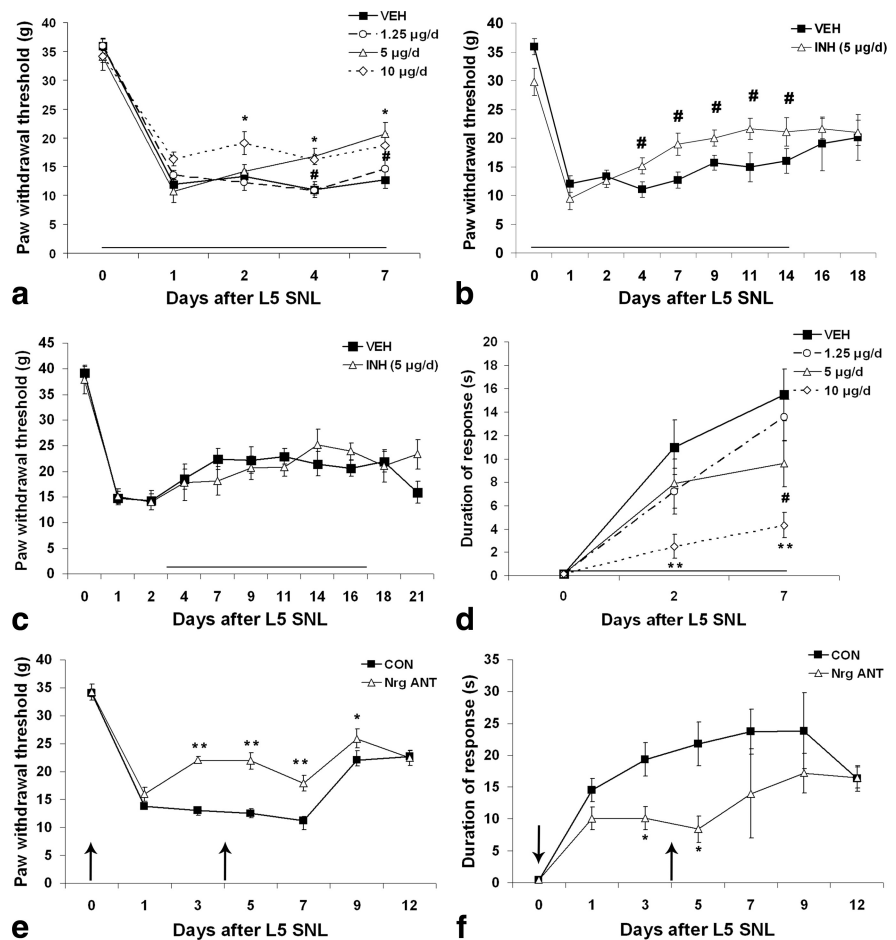 Paw withdrawal threshold (g)
40
35
30
25
20
15
10
5
0
VEH
1.25 µg/d
5 µg/d
10 µg/d
*
*
*
#
#
0 1 2 4 7
Days after L5 SNL
a
Paw withdrawal threshold (g)
40
35
30
25
20
15
10
5
0
VEH
INH (5 µg/d)
# # # # #
0 1 2 4 7 9 11 14 16 18
Days after L5 SNL
b
Paw withdrawal threshold (g)
45
40
35
30
25
20
15
10
5
0
VEH
INH (5 µg/d)
0 1 2 4 7 9 11 14 16 18 21
Days after L5 SNL
c
Duration of response (s)
20
18
16
14
12
10
8
6
4
2
0
VEH
1.25 µg/d
5 µg/d
10 µg/d
#
**
**
0 2 7
Days after L5 SNL
d
Paw withdrawal threshold (g)
40
35
30
25
20
15
10
5
0
CON
Nrg ANT
** ** ** *
0 1 3 5 7 9 12
Days after L5 SNL
e
Duration of response (s)
35
30
25
20
15
10
5
0
CON
Nrg ANT
* *
0 1 3 5 7 9 12
Days after L5 SNL
f